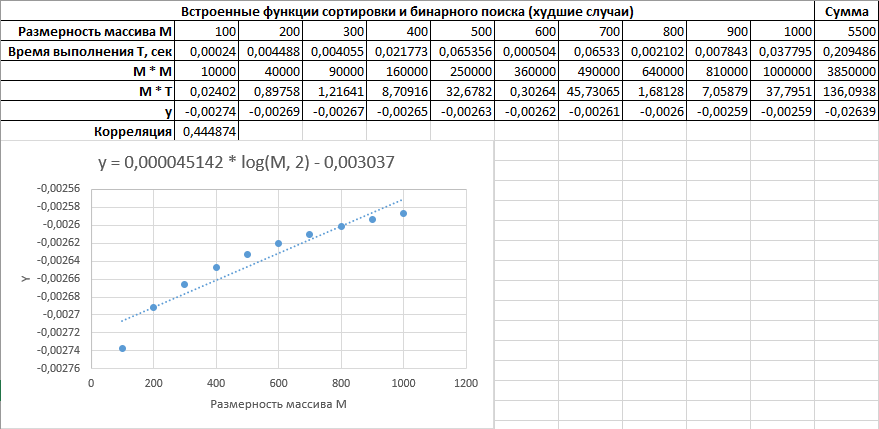 Встроенные функции сортировки и бинарного поиска (худшие случаи) Сумма
Размерность массива M 100 200 300 400 500 600 700 800 900 1000 5500
Время выполнения T, сек 0,00024 0,004488 0,004055 0,021773 0,065356 0,000504 0,06533 0,002102 0,007843 0,037795 0,209486
M * M 10000 40000 90000 160000 250000 360000 490000 640000 810000 1000000 3850000
M * T 0,02402 0,89758 1,21641 8,70916 32,6782 0,30264 45,73065 1,68128 7,05879 37,7951 136,0938
y -0,00274 -0,00269 -0,00267 -0,00265 -0,00263 -0,00262 -0,00261 -0,0026 -0,00259 -0,00259 -0,02639
Корреляция 0,444874
y = 0,000045142 * log(M, 2) - 0,003037
-0,00256
-0,00258
-0,0026
-0,00262
-0,00264
-0,00266
-0,00268
-0,0027
-0,00272
-0,00274
-0,00276
Y
0 200 400 600 800 1000 1200
Размерность массива M